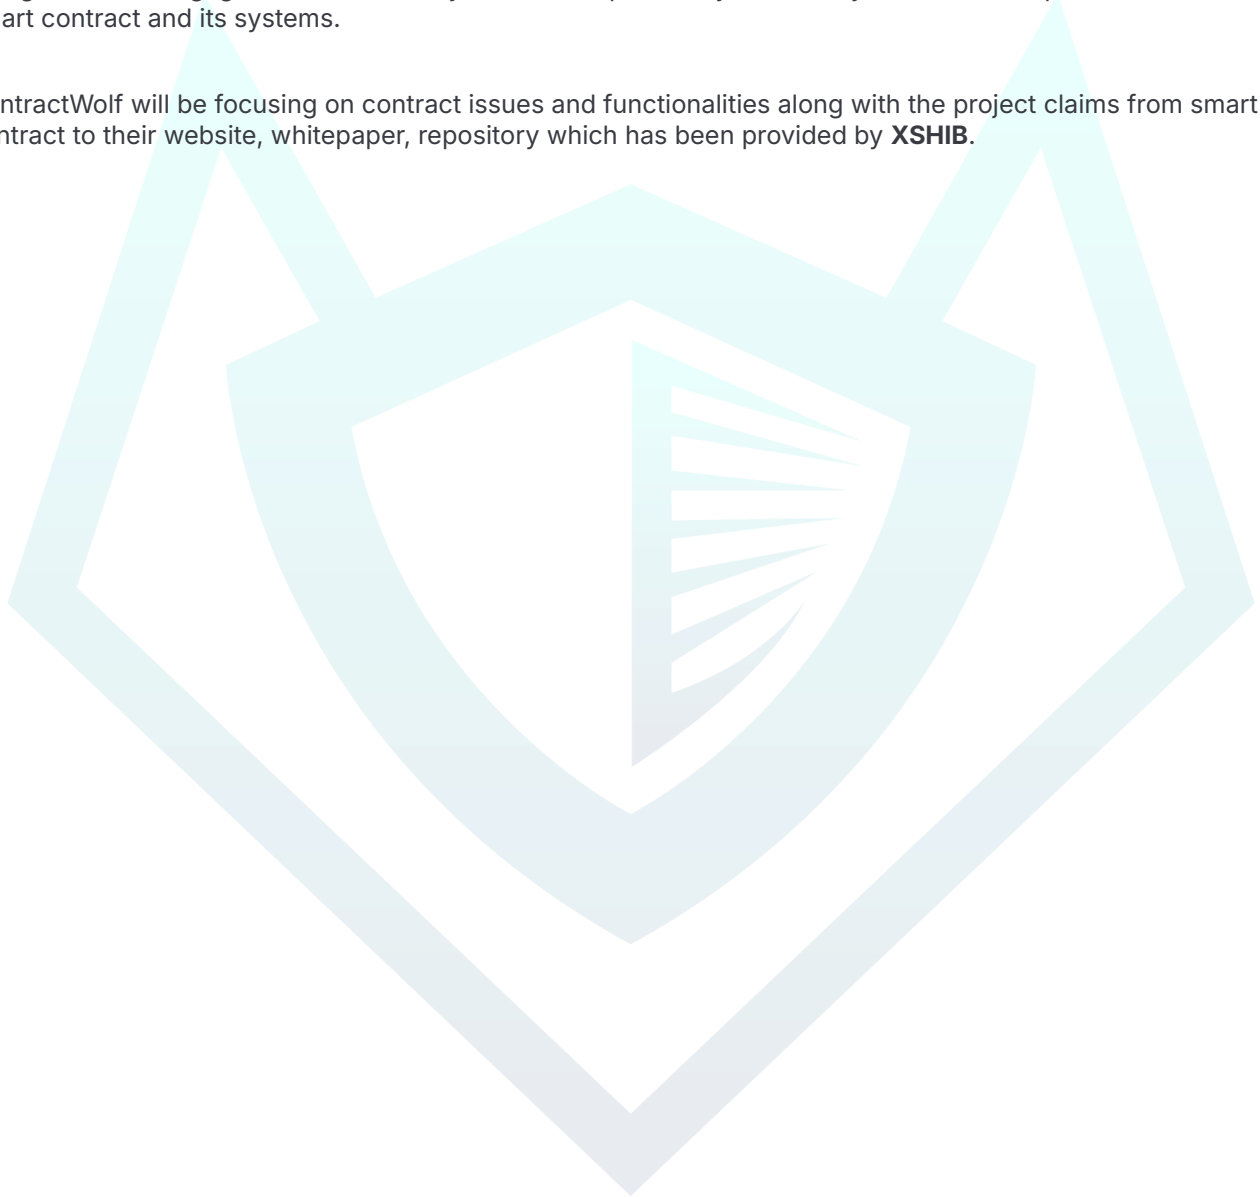 art contract and its systems.
ntractWolf will be focusing on contract issues and functionalities along with the project claims from smart
ntract to their website, whitepaper, repository which has been provided by XSHIB.